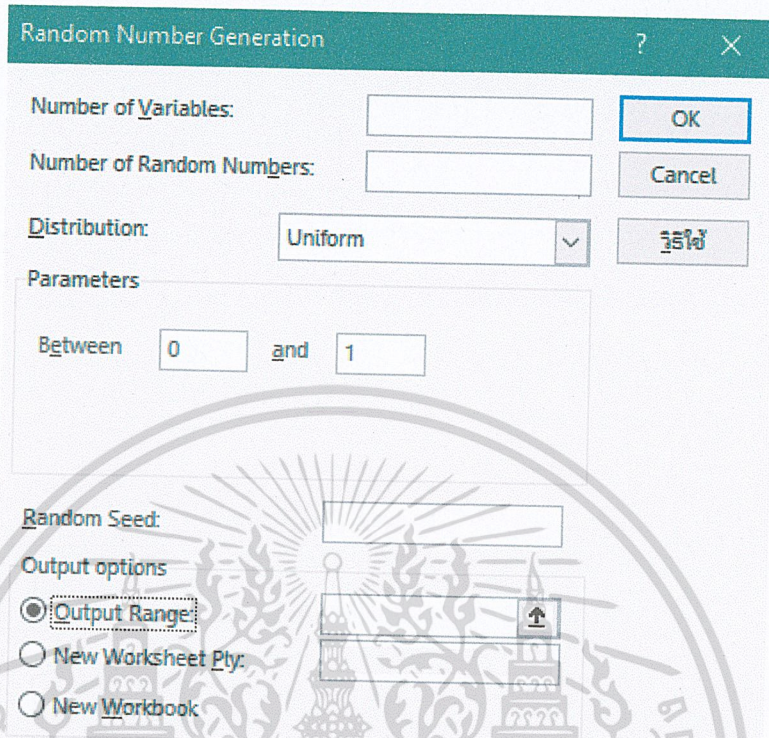 Random Number Generation ?
Number of Variables:
OK
Number of Random Numbers:
Cancel
Distribution: Uniform
วิธีใช้
Parameters
Between 0 and 1
Random Seed:
Output options
Output Range:
New Worksheet Ply:
New Workbook